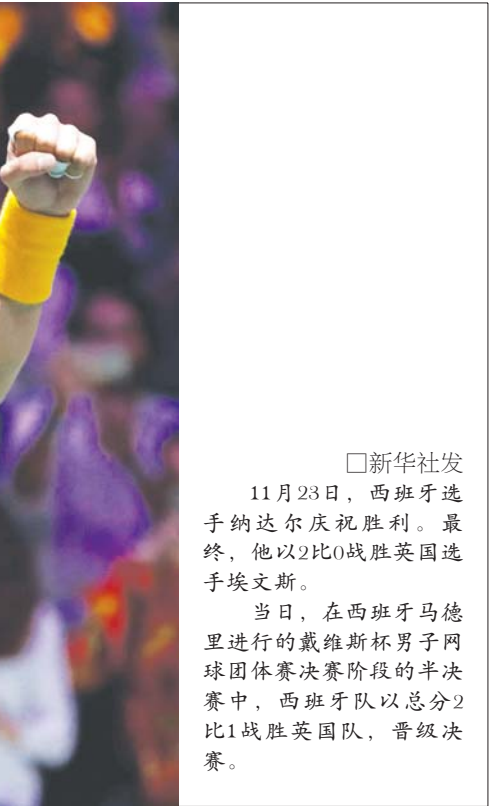 □新华社发
11月23日，西班牙选
手纳达尔庆祝胜利。最
终，他以2比0战胜英国选
手埃文斯。
当日，在西班牙马德
里进行的戴维斯杯男子网
球团体赛决赛阶段的半决
赛中，西班牙队以总分2
比1战胜英国队，晋级决
赛。